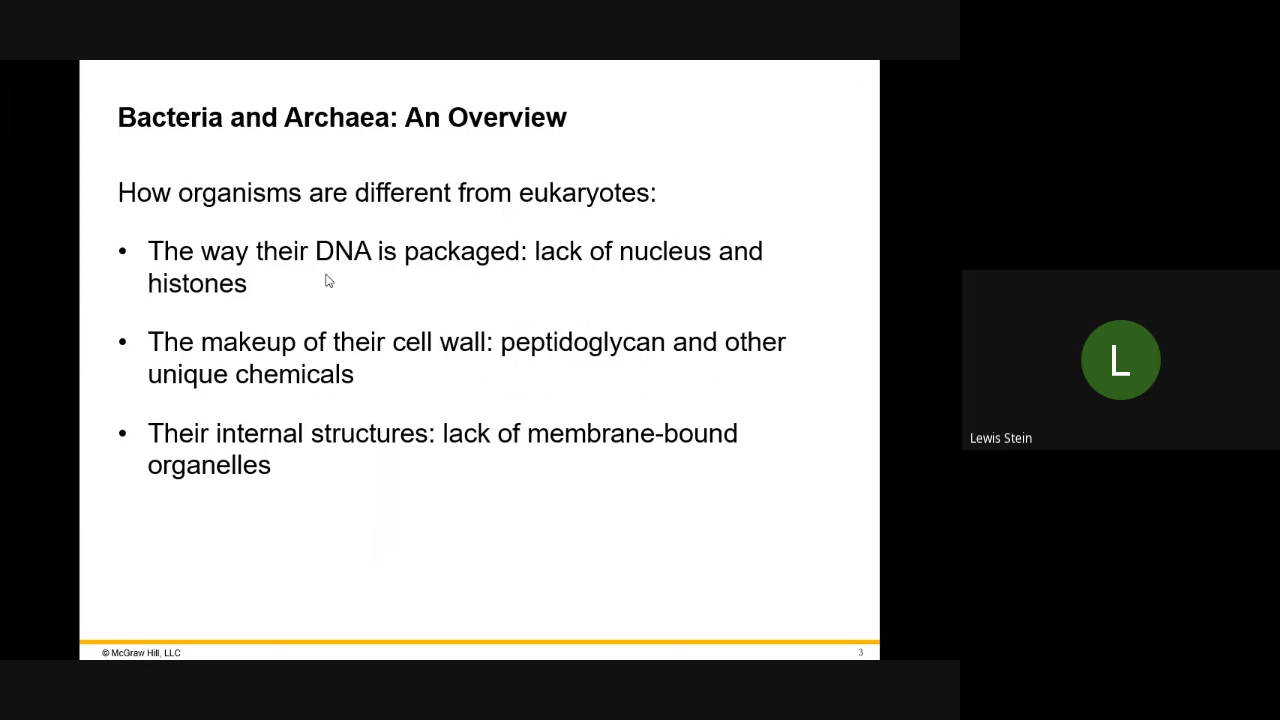 Bacteria and Archaea: An Overview
How organisms are different from eukaryotes:
• The way their DNA is packaged: lack of nucleus and
histones
• The makeup of their cell wall: peptidoglycan and other
unique chemicals
• Their internal structures: lack of membrane-bound
organelles
© McGraw Hill, LLC
3
L
Lewis Stein